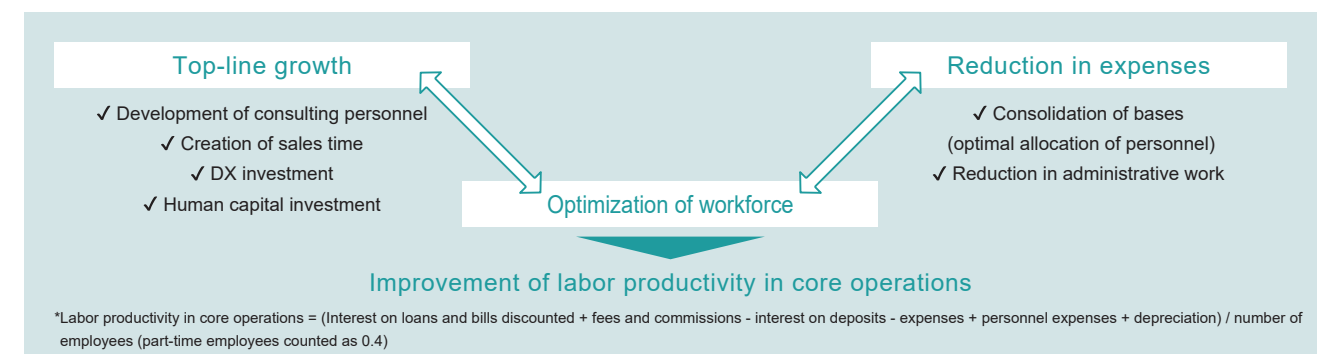 Top-line growth
✓ Development of consulting personnel
✓ Creation of sales time
✓ DX investment
✓ Human capital investment
Reduction in expenses
✓ Consolidation of bases
(optimal allocation of personnel)
✓ Reduction in administrative work
Optimization of workforce
Improvement of labor productivity in core operations
*Labor productivity in core operations = (Interest on loans and bills discounted + fees and commissions - interest on deposits - expenses + personnel expenses + depreciation) / number of
employees (part-time employees counted as 0.4)